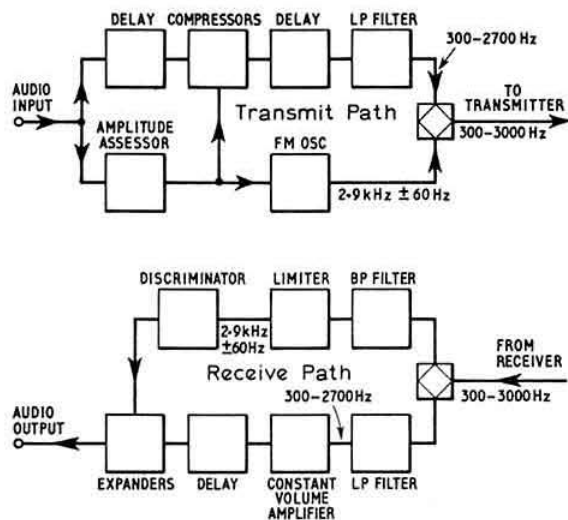 DELAY COMPRESSORS DELAY LP FILTER
300-2700 Hz
AUDIO
INPUT
TO
TRANSMITTER
Transmit Path
300-3000 Hz
AMPLITUDE
ASSESSOR
FM OSC
2·9 kHz ± 60 Hz
DISCRIMINATOR LIMITER BP FILTER
2·9kHz
±60Hz
FROM
RECEIVER
Receive Path
300-3000 Hz
300-2700 Hz
AUDIO
OUTPUT
EXPANDERS DELAY CONSTANT
VOLUME
AMPLIFIER
LP FILTER